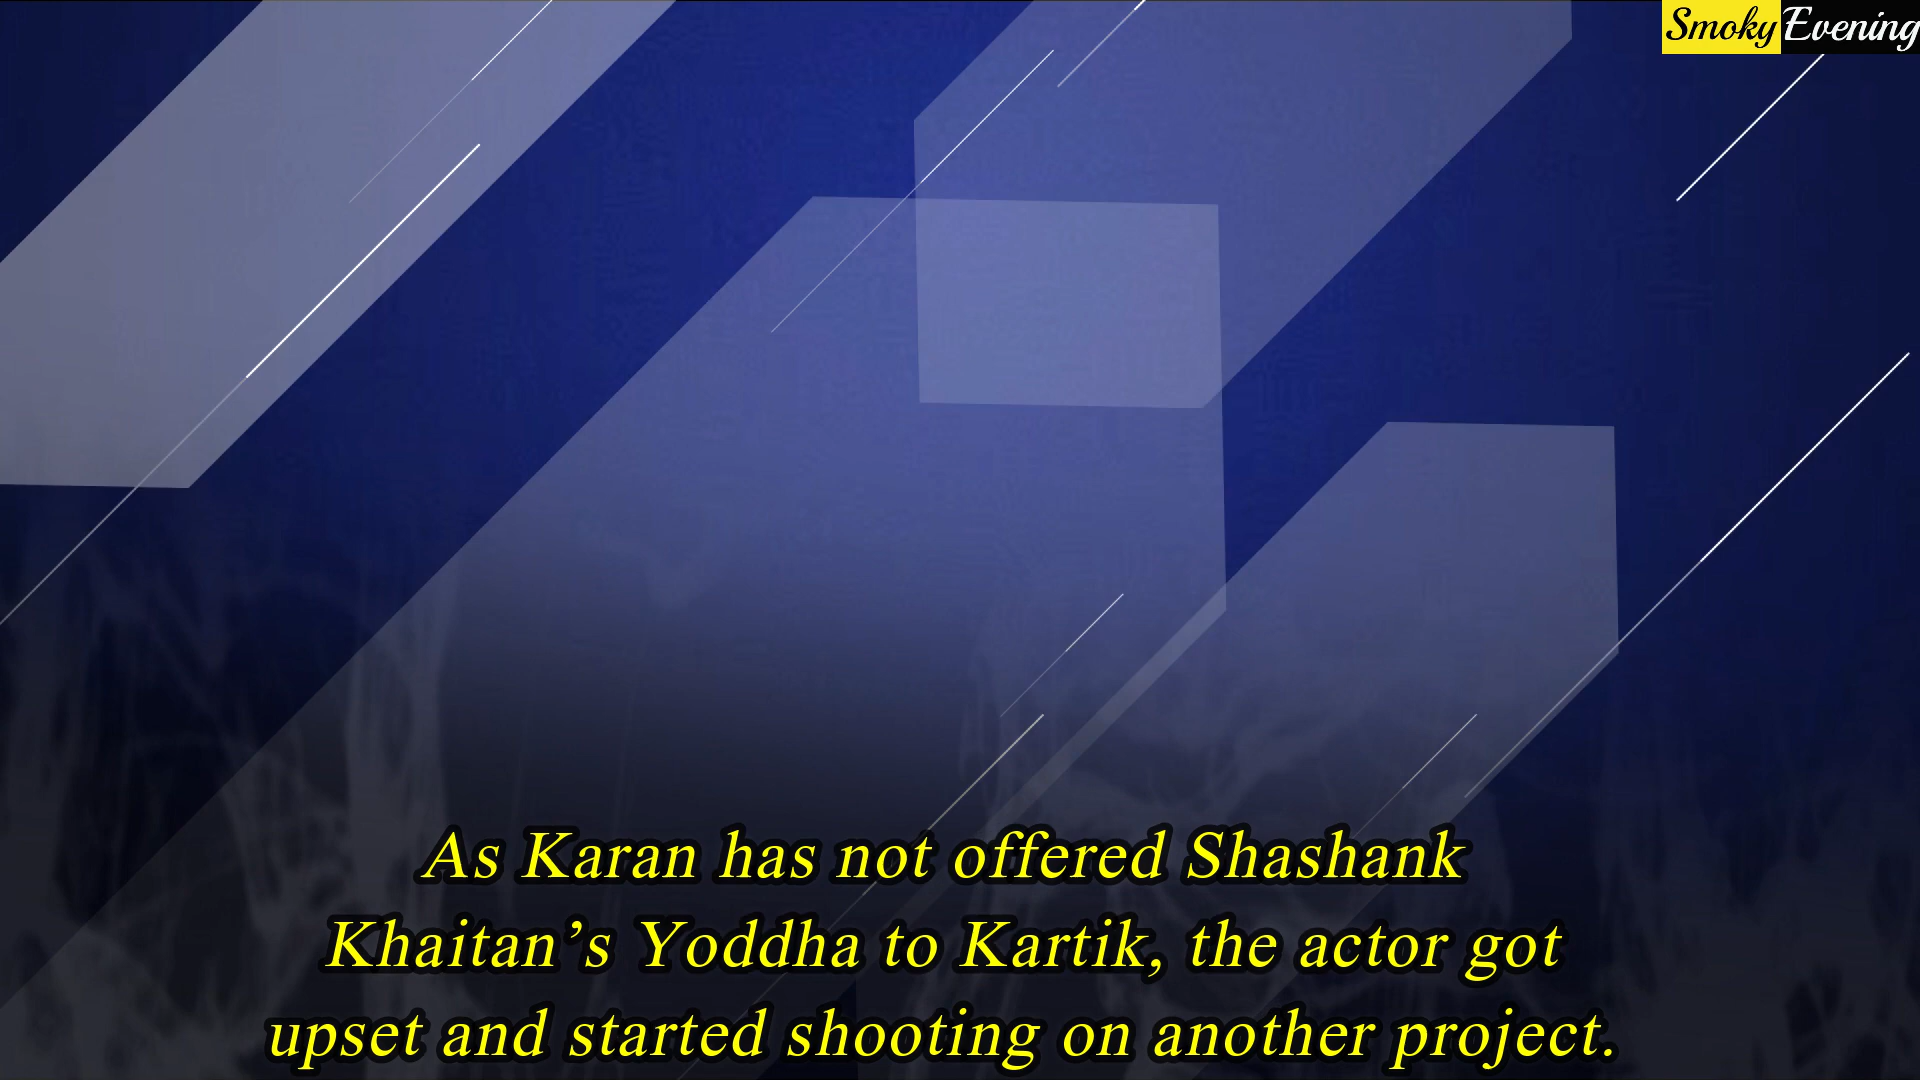 Smoky Evening
As Karan has not offered Shashank
Khaitan’s Yoddha to Kartik, the actor got
upset and started shooting on another project.